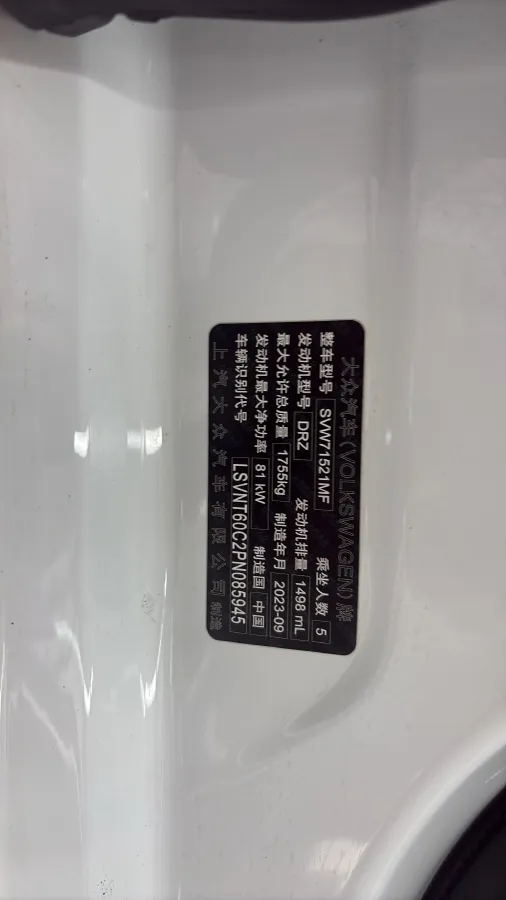 大众汽车(VOLKSWAGEN)牌
整车型号 SVW71521MF 乘坐人数 5
发动机型号 DRZ 发动机排量 1498 mL
最大允许总质量 1755kg 制造年月 2023-09
发动机最大净功率 81 kW 制造国 中国
车辆识别代号 LSVNT60C2PN085945
上汽大众汽车有限公司制造